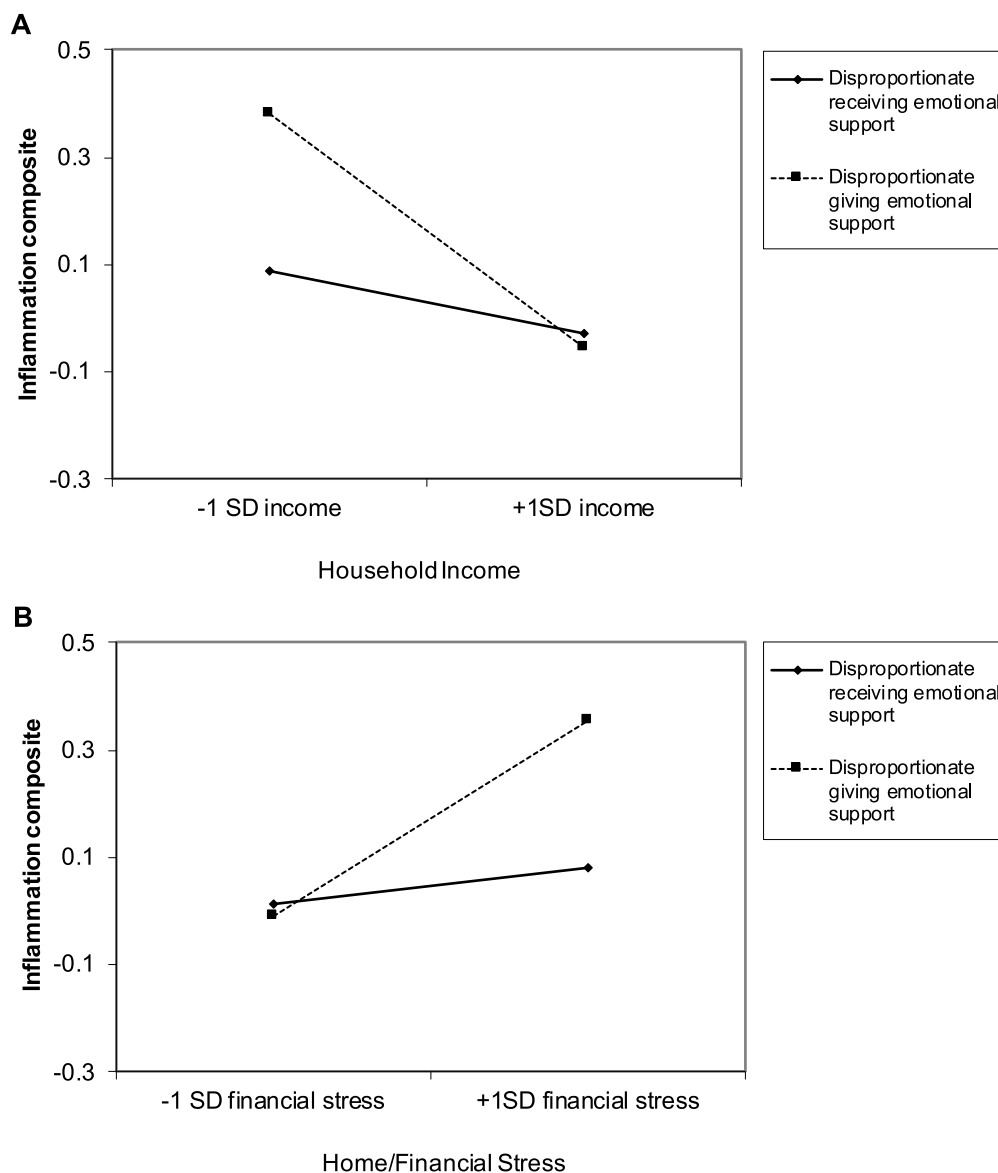 A
0.5
0.3
0.1
-0.1
-0.3
Inflammation composite
-1 SD income
+1SD income
Household Income
Disproportionate
receiving emotional
support
Disproportionate
giving emotional
support
B
0.5
0.3
0.1
-0.1
-0.3
Inflammation composite
-1 SD financial stress
+1SD financial stress
Home/Financial Stress
Disproportionate
receiving emotional
support
Disproportionate
giving emotional
support